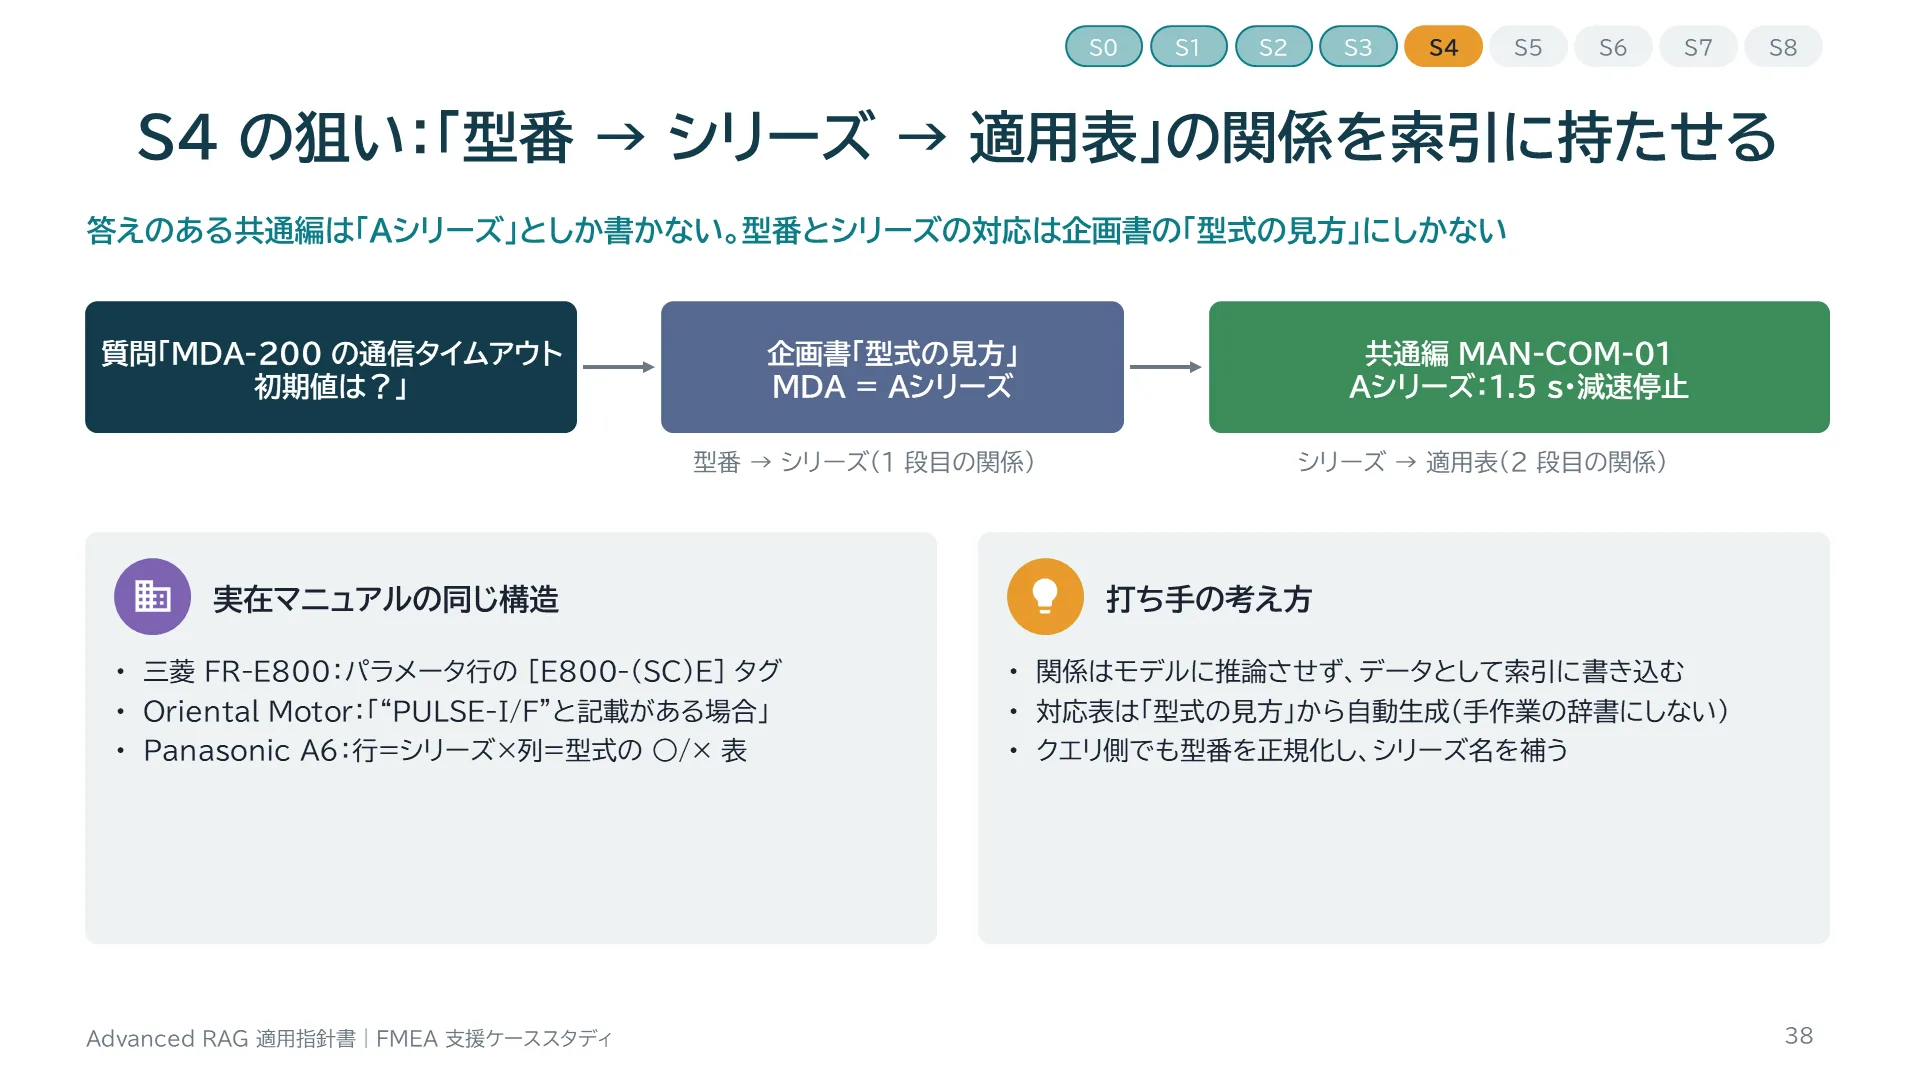 S0 S1 S2 S3 S4 S5 S6 S7 S8
S4 の狙い：「型番 → シリーズ → 適用表」の関係を索引に持たせる
答えのある共通編は「Aシリーズ」としか書かない。型番とシリーズの対応は企画書の「型式の見方」にしかない
質問「MDA-200 の通信タイムアウト
初期値は？」
企画書「型式の見方」
MDA = Aシリーズ
共通編 MAN-COM-01
Aシリーズ：1.5 s・減速停止
型番 → シリーズ（1 段目の関係）
シリーズ → 適用表（2 段目の関係）
実在マニュアルの同じ構造
• 三菱 FR-E800：パラメータ行の [E800-(SC)E] タグ
• Oriental Motor：「“PULSE-I/F”と記載がある場合」
• Panasonic A6：行＝シリーズ×列＝型式の 〇/× 表
打ち手の考え方
• 関係はモデルに推論させず、データとして索引に書き込む
• 対応表は「型式の見方」から自動生成（手作業の辞書にしない）
• クエリ側でも型番を正規化し、シリーズ名を補う
Advanced RAG 適用指針書｜FMEA 支援ケーススタディ
38